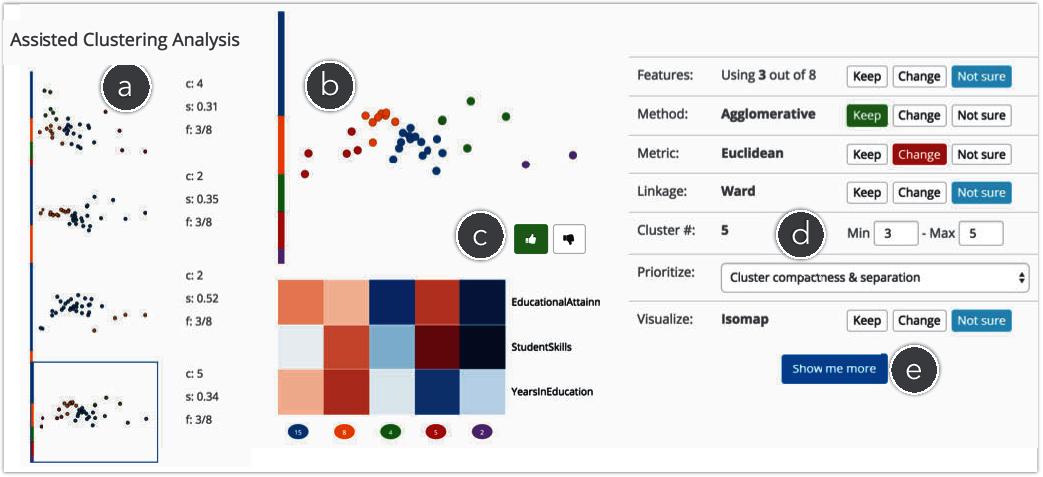 Assisted Clustering Analysis
a
c: 4
s: 0.31
f: 3/8
c: 2
s: 0.35
f: 3/8
c: 2
s: 0.52
f: 3/8
c: 5
s: 0.34
f: 3/8
b
c
EducationalAttainn
StudentSkills
YearsInEducation
15 8 4 5 2
Features: Using 3 out of 8 Keep Change Not sure
Method: Agglomerative Keep Change Not sure
Metric: Euclidean Keep Change Not sure
Linkage: Ward Keep Change Not sure
Cluster #: 5 d Min 3 - Max 5
Prioritize: Cluster compactness & separation
Visualize: Isomap Keep Change Not sure
Show me more e